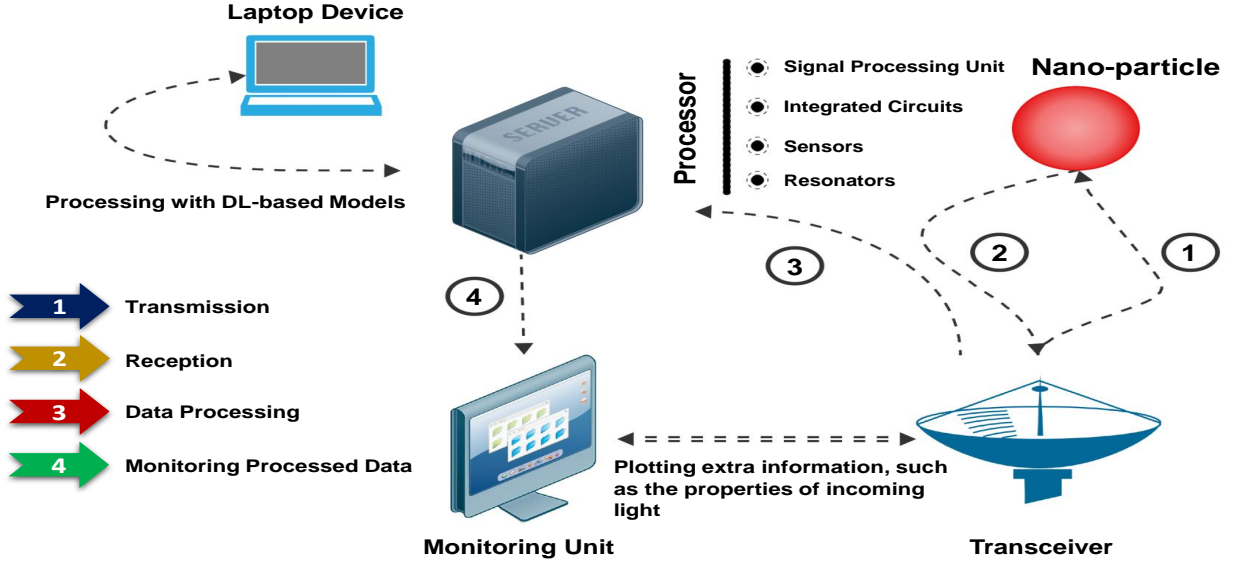 Laptop Device
SERUER
Processor
Signal Processing Unit
Integrated Circuits
Sensors
Resonators
Nano-particle
Processing with DL-based Models
1
2
3
4
1 Transmission
2 Reception
3 Data Processing
4 Monitoring Processed Data
Plotting extra information, such
as the properties of incoming
light
Monitoring Unit
Transceiver